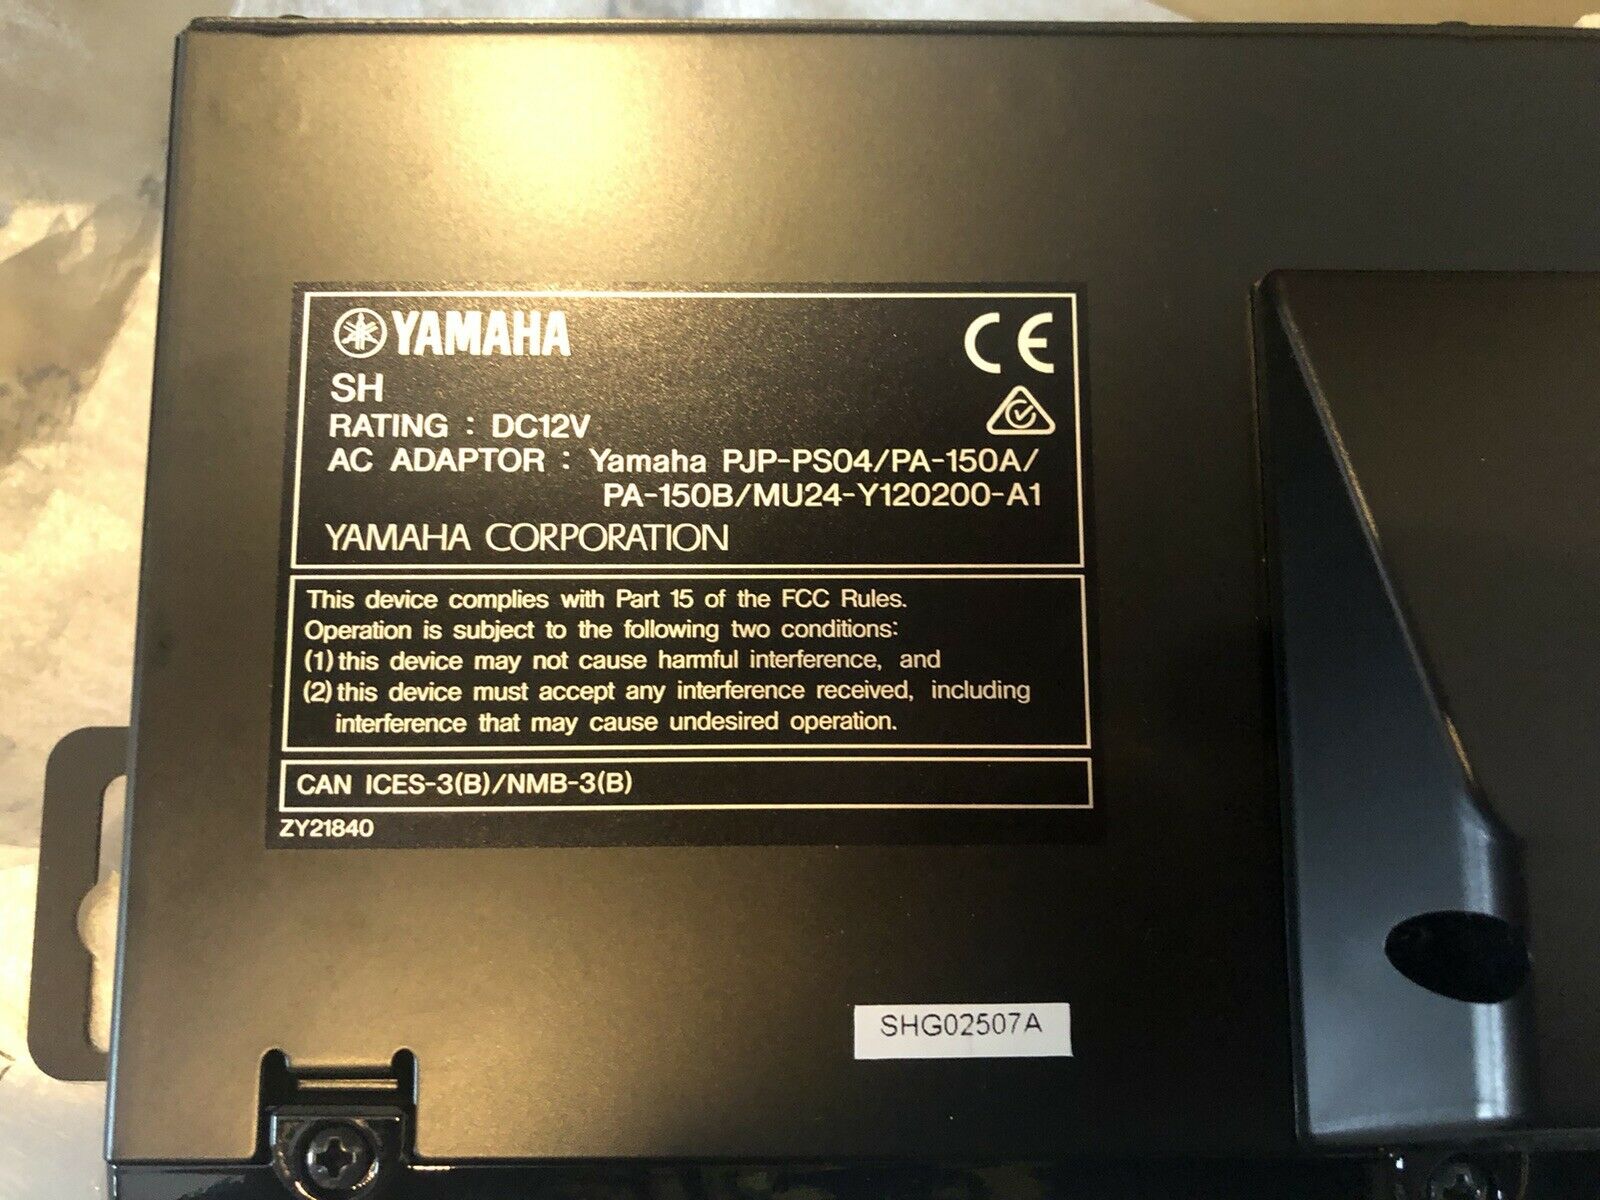 YAMAHA
CE
SH
RATING : DC12V
AC ADAPTOR : Yamaha PJP-PS04/PA-150A/
PA-150B/MU24-Y120200-A1
YAMAHA CORPORATION
This device complies with Part 15 of the FCC Rules.
Operation is subject to the following two conditions:
(1) this device may not cause harmful interference, and
(2) this device must accept any interference received, including
interference that may cause undesired operation.
CAN ICES-3(B)/NMB-3(B)
ZY21840
SHG02507A